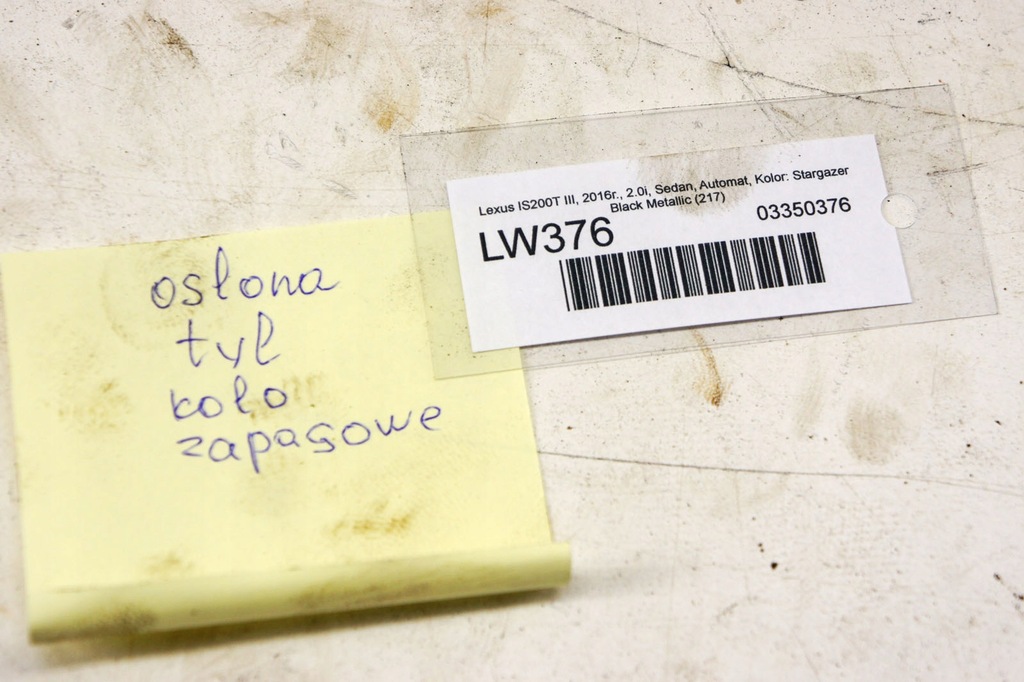 osłona
tył
koło
zapasowe
Lexus IS200T III, 2016r., 2.0i, Sedan, Automat, Kolor: Stargazer
Black Metallic (217)
LW376
03350376